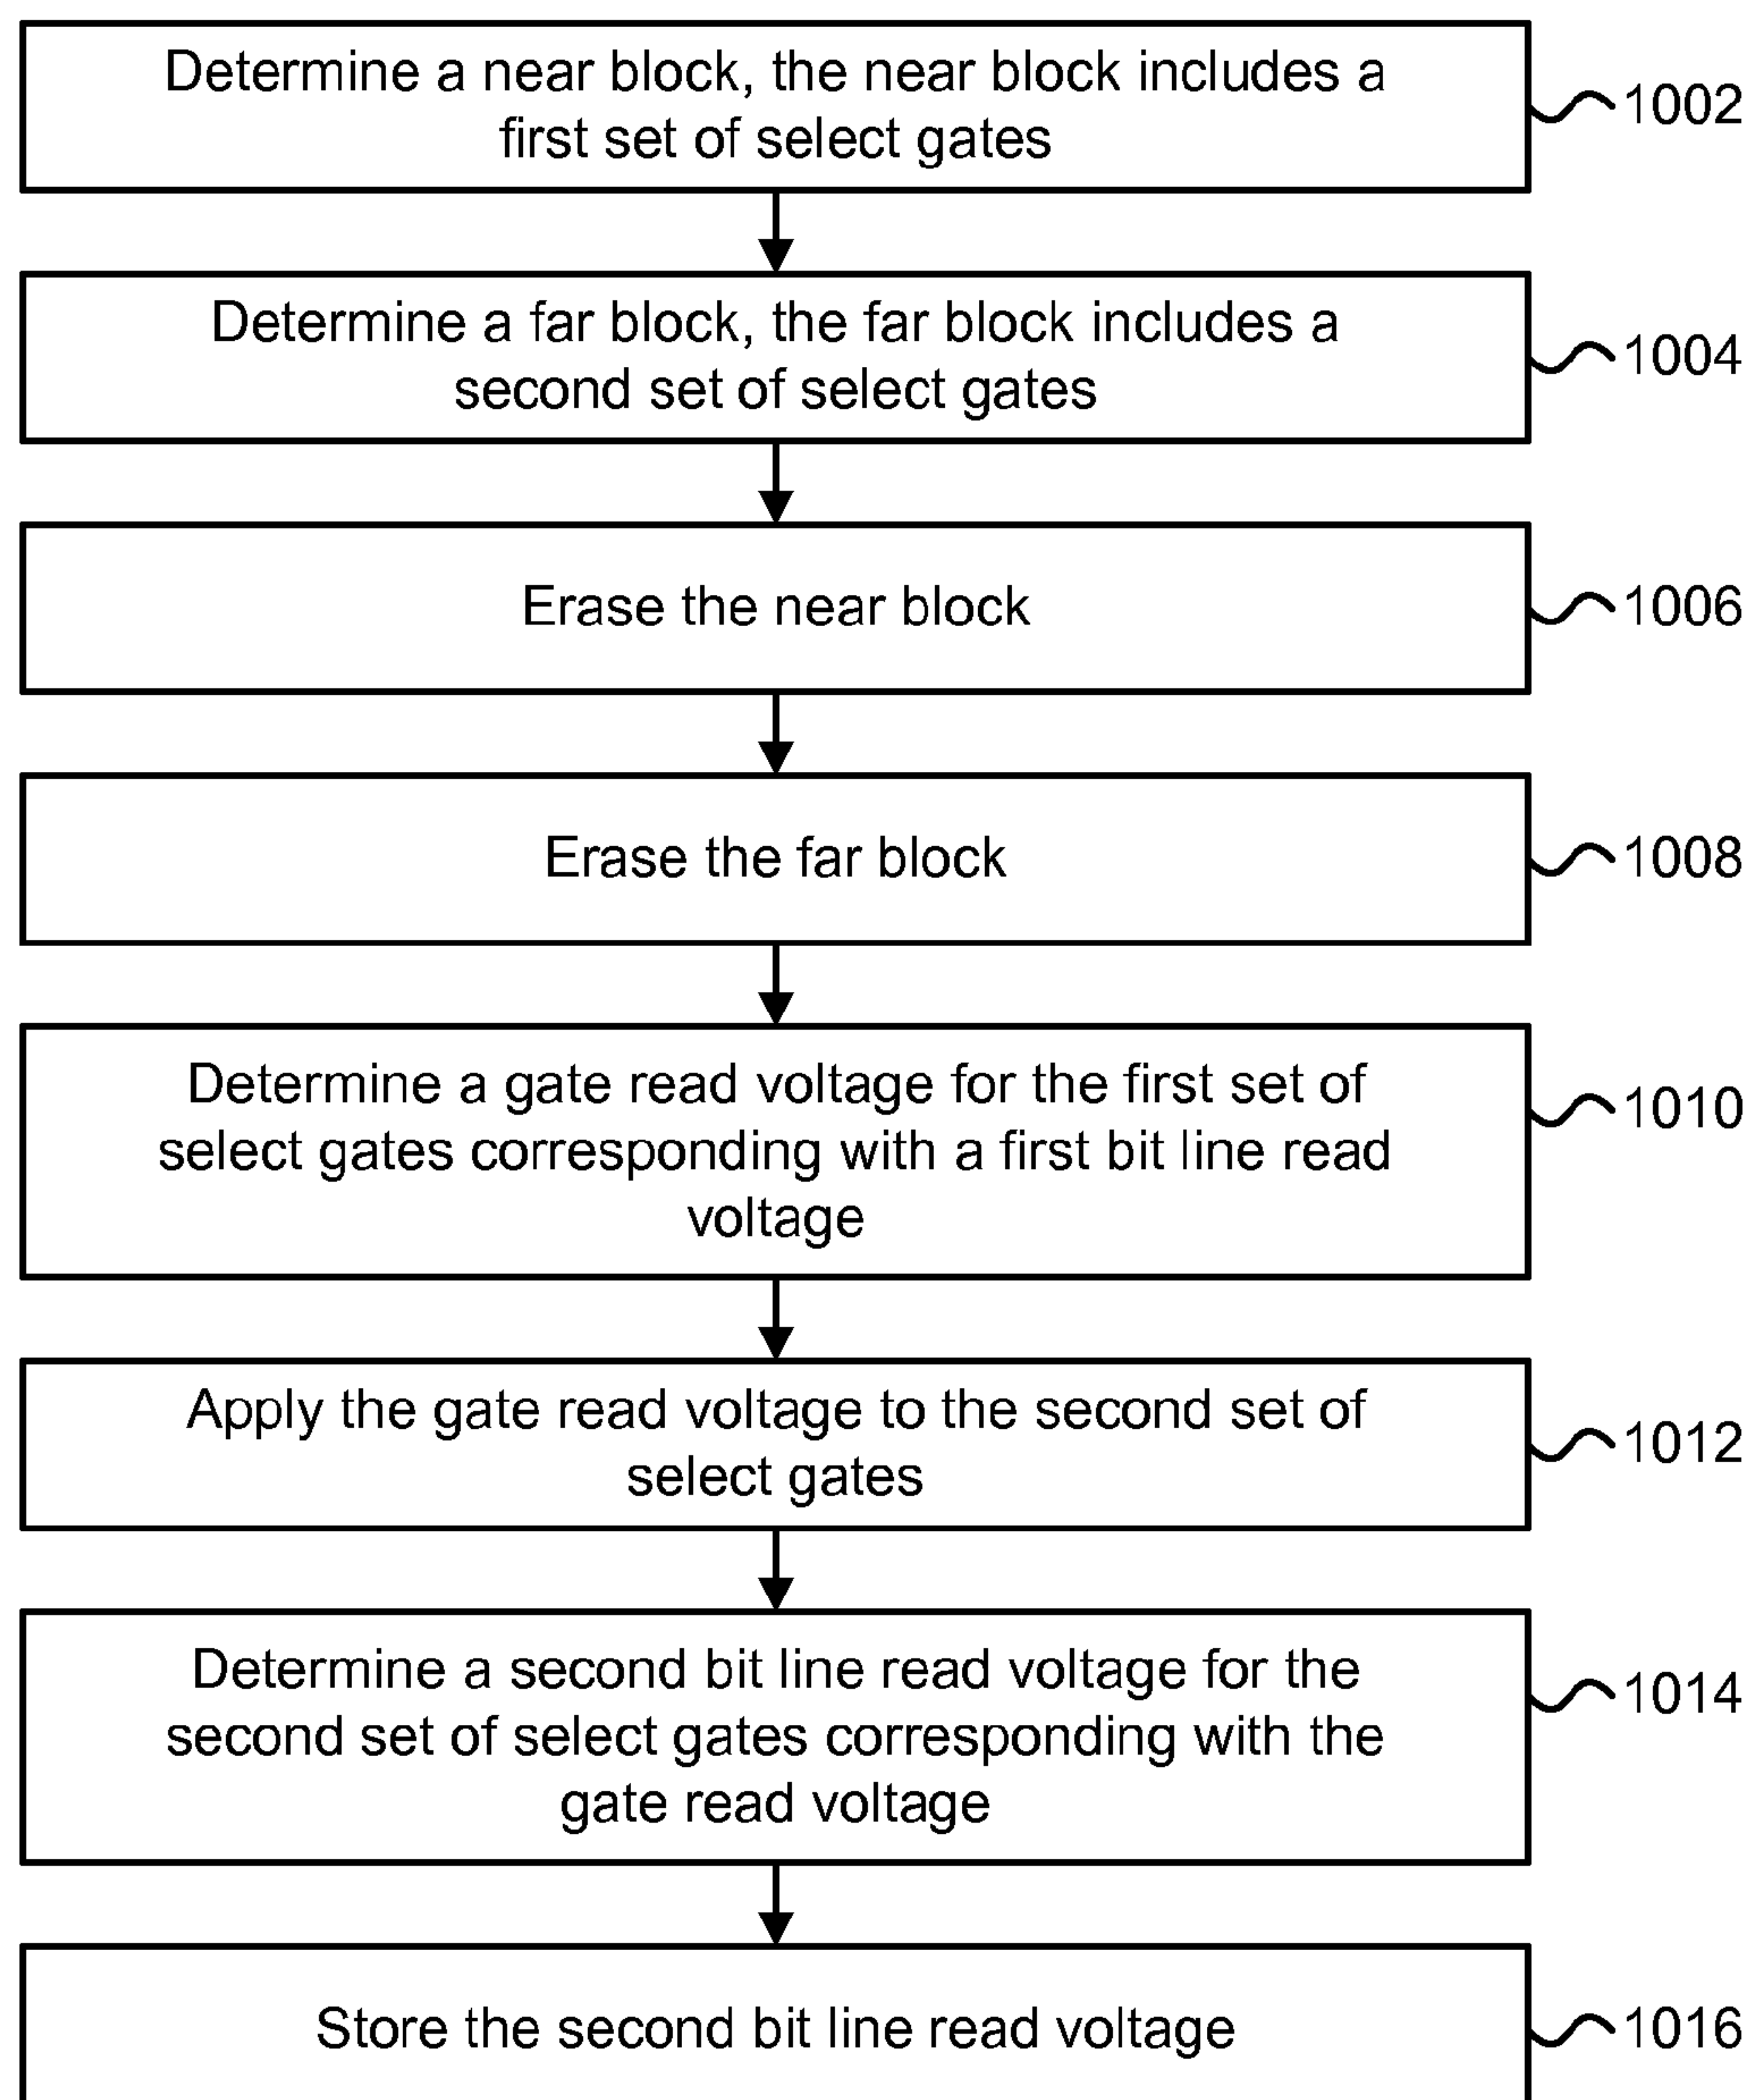 Determine a near block, the near block includes a
first set of select gates
1002
Determine a far block, the far block includes a
second set of select gates
1004
Erase the near block
1006
Erase the far block
1008
Determine a gate read voltage for the first set of
select gates corresponding with a first bit line read
voltage
1010
Apply the gate read voltage to the second set of
select gates
1012
Determine a second bit line read voltage for the
second set of select gates corresponding with the
gate read voltage
1014
Store the second bit line read voltage
1016